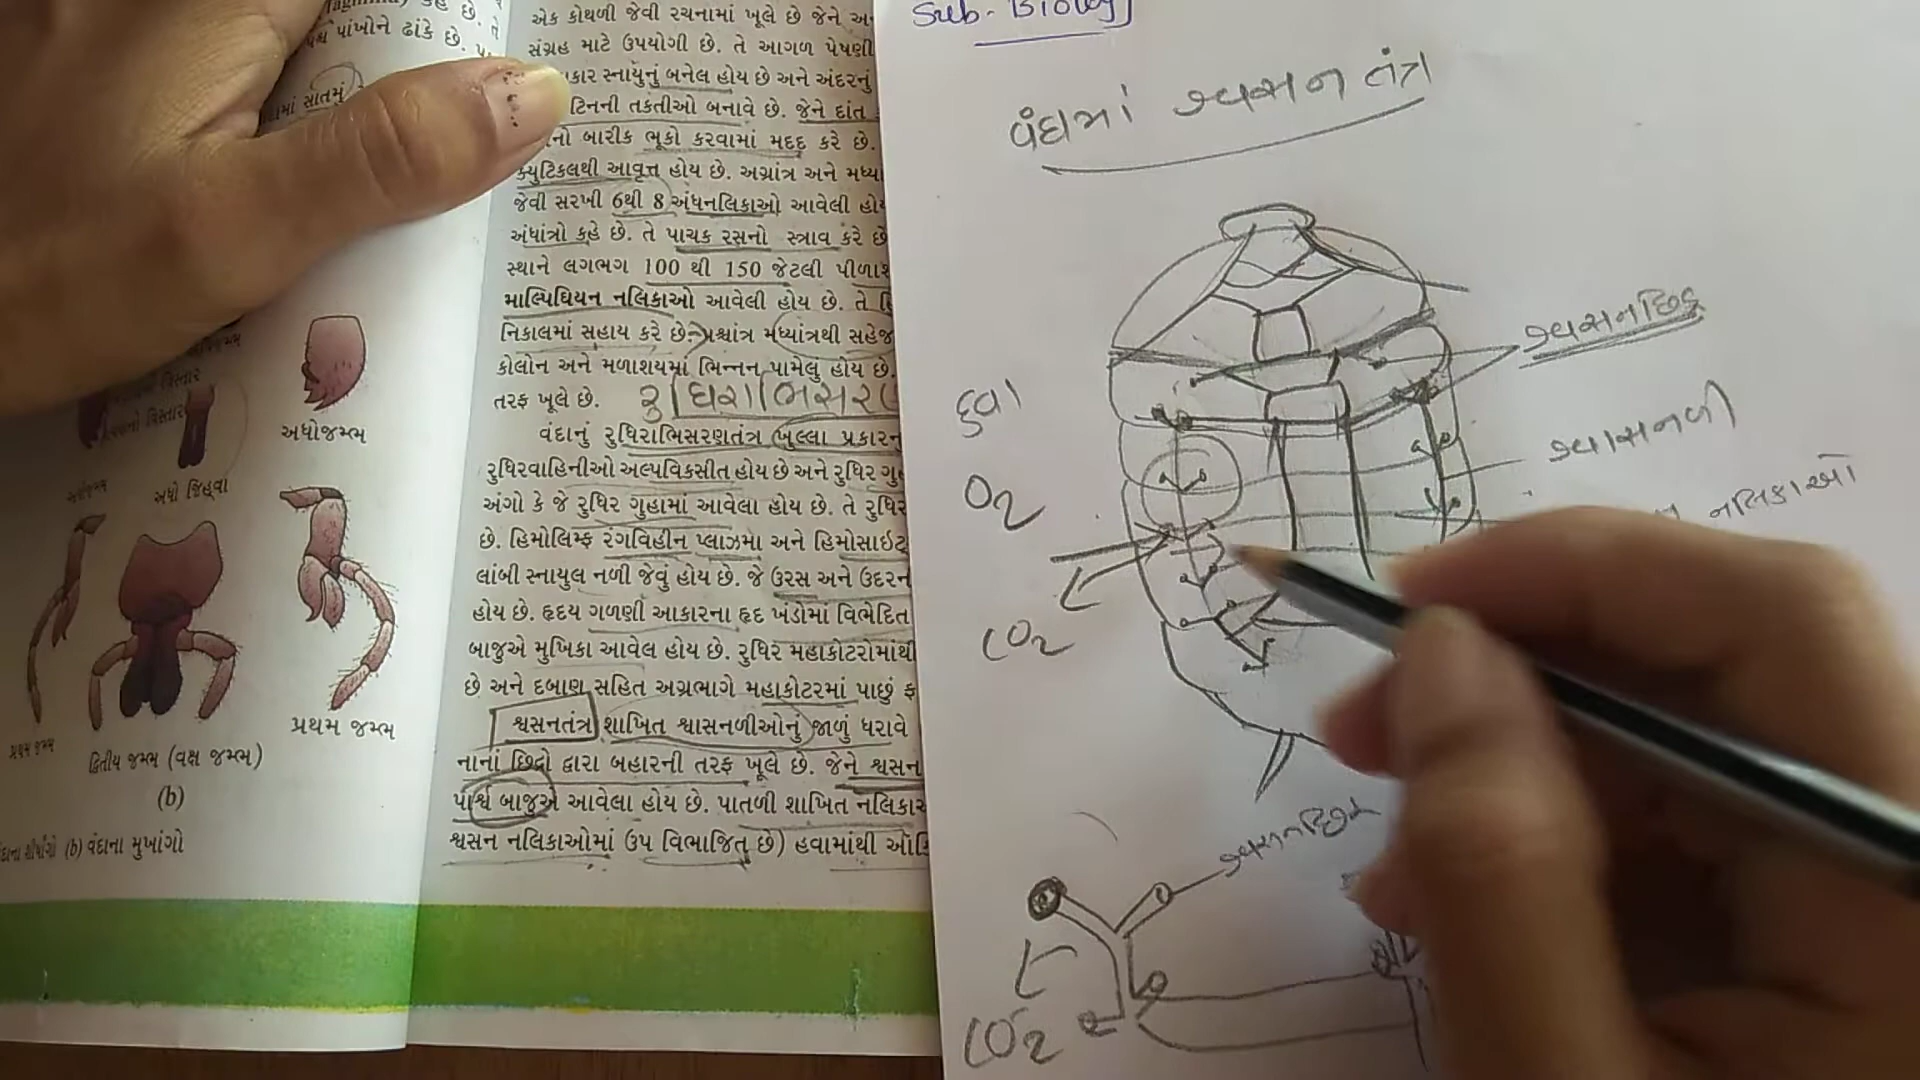 કહે છે.
પાંખોને ઢાંકે છે.
સાતમું
એક કોથળી જેવી રચનામાં ખૂલે છે જેને
સંગ્રહ માટે ઉપયોગી છે. તે આગળ પેષણી
સ્નાયુનું બનેલ હોય છે અને અંદરનું
તકતીઓ બનાવે છે. જેને દાંત
બારીક ભૂકો કરવામાં મદદ કરે છે.
ક્યુટિકલથી આવૃત્ત હોય છે. અગ્રાંત્ર અને
જેવી સરખી 6થી 8 અંધનલિકાઓ આવેલી
અંધાંત્રો કહે છે. તે પાચક રસનો સ્ત્રાવ કરે છે
સ્થાને લગભગ 100 થી 150 જેટલી
માલ્પિઘિયન નલિકાઓ આવેલી હોય છે. તે
નિકાલમાં સહાય કરે છે. પશ્ચાંત્ર મધ્યાંત્રથી સહેજ
કોલોન અને મળાશયમાં ભિન્નન પામેલું હોય છે.
તરફ ખૂલે છે. રુધિરાભિસરણ
વંદાનું રુધિરાભિસરણતંત્ર ખુલ્લા પ્રકારનું
રુધિરવાહિનીઓ અલ્પવિકસીત હોય છે અને રુધિર
અંગો કે જે રુધિર ગુહામાં આવેલા હોય છે. તે રુધિર
છે. હિમોલિમ્ફ રંગવિહીન પ્લાઝમા અને હિમોસાઇટ્
લાંબી સ્નાયુલ નળી જેવું હોય છે. જે ઉરસ અને ઉદરન
હોય છે. હૃદય ગળણી આકારના હૃદ ખંડોમાં વિભેદિત
બાજુએ મુખિકા આવેલ હોય છે. રુધિર મહાકોટરોમાંથી
છે અને દબાણ સહિત અગ્રભાગે મહાકોટરમાં પાછું
શ્વસનતંત્ર શાખિત શ્વાસનળીઓનું જાળું ધરાવે
નાનાં છિદ્રો દ્વારા બહારની તરફ ખૂલે છે. જેને શ્વસન
પાર્શ્વ બાજુએ આવેલા હોય છે. પાતળી શાખિત
શ્વસન નલિકાઓમાં ઉપ વિભાજિત છે) હવામાંથી
અધોજમ્ભ
અધો જિહ્વા
પ્રથમ જમ્ભ
પ્રથમ જમ્ભ
દ્વિતીય જમ્ભ (વક્ષ જમ્ભ)
(b)
(b) વંદાના મુખાંગો
Sub- Biology
વંદામાં શ્વસન તંત્ર
શ્વસનછિદ્ર
હવા
શ્વાસનળી
O2
નલિકાઓ
CO2
શ્વસનછિદ્ર
CO2